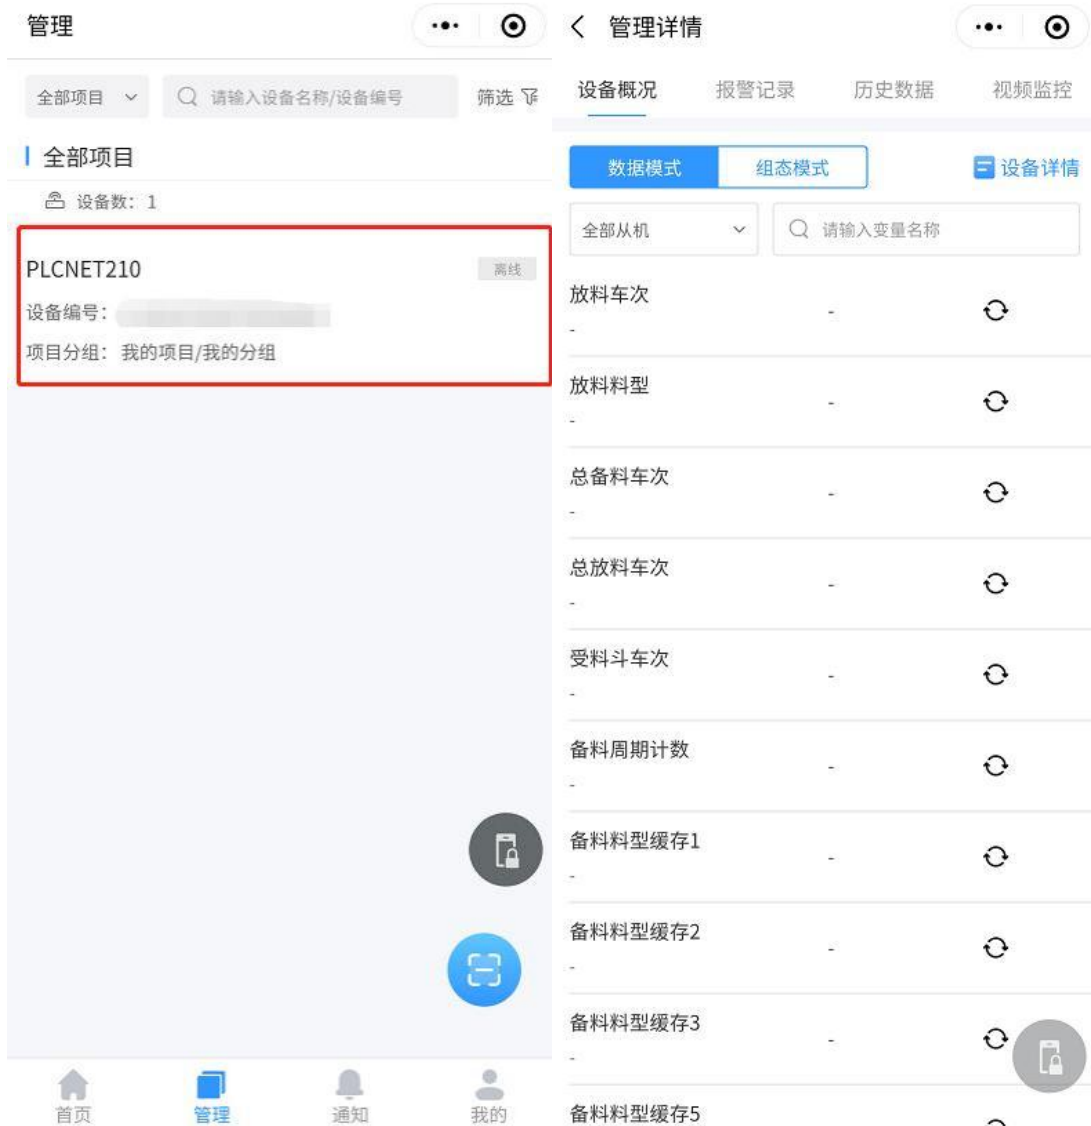 管理
全部项目
请输入设备名称/设备编号
筛选
全部项目
设备数：1
PLCNET210
离线
设备编号：
项目分组：我的项目/我的分组
首页
管理
通知
我的
管理详情
设备概况
报警记录
历史数据
视频监控
数据模式
组态模式
设备详情
全部从机
请输入变量名称
放料车次
-
-
放料料型
-
-
总备料车次
-
-
总放料车次
-
-
受料斗车次
-
-
备料周期计数
-
-
备料料型缓存1
-
-
备料料型缓存2
-
-
备料料型缓存3
-
-
备料料型缓存5